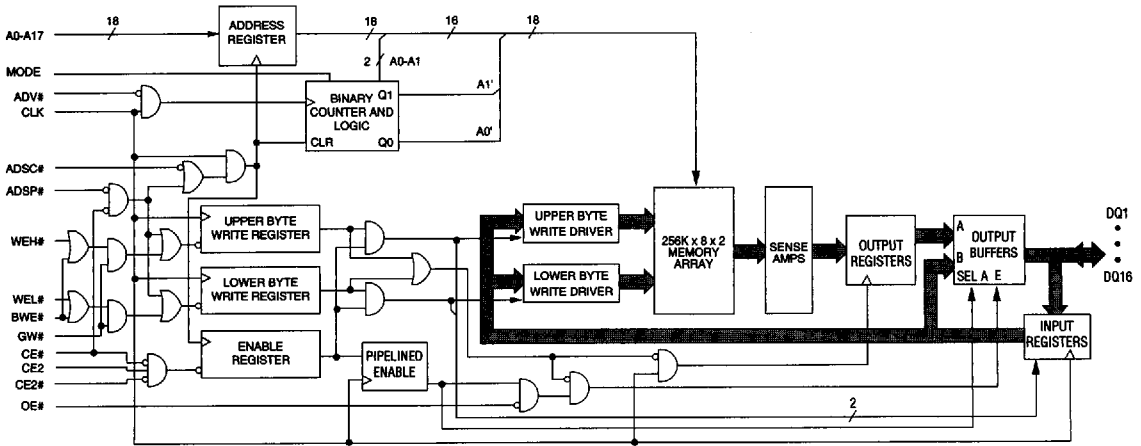 18
18
16
18
A0-A17
ADDRESS
REGISTER
2
A0-A1
MODE
ADV#
CLK
BINARY
COUNTER AND
LOGIC
Q1
CLR
Q0
A1'
A0'
ADSC#
ADSP#
WEH#
WEL#
BWE#
GW#
CE#
CE2
CE2#
OE#
UPPER BYTE
WRITE REGISTER
LOWER BYTE
WRITE REGISTER
ENABLE
REGISTER
PIPELINED
ENABLE
UPPER BYTE
WRITE DRIVER
LOWER BYTE
WRITE DRIVER
256K x 8 x 2
MEMORY
ARRAY
SENSE
AMPS
OUTPUT
REGISTERS
A
B
OUTPUT
BUFFERS
SEL A E
DQ1
DQ16
INPUT
REGISTERS
2